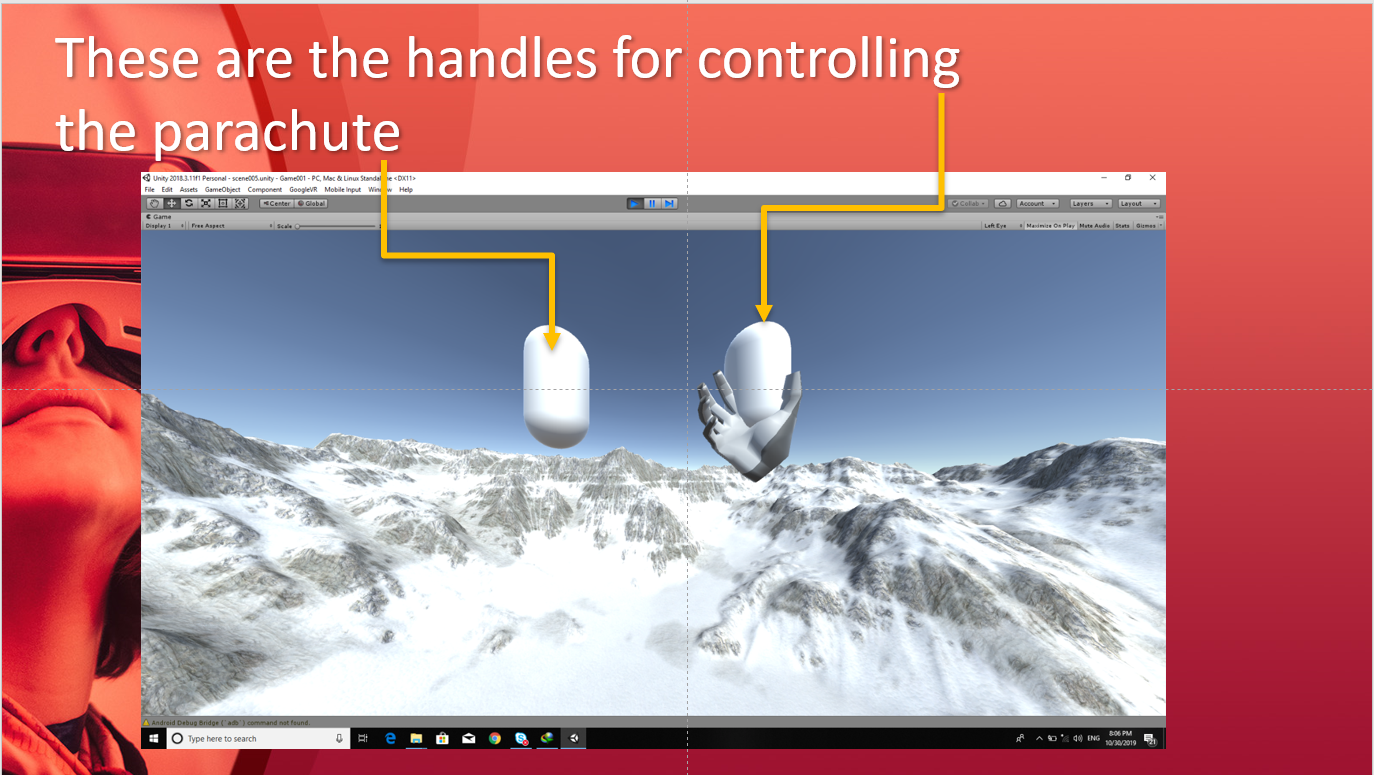 These are the handles for controlling
the parachute
Unity 2018.3.11f1 Personal - scene005.unity - Game001 - PC, Mac & Linux Standalone <DX11>
File Edit Assets GameObject Component GoogleVR Mobile Input Window Help
Center Global Collab Account Layers Layout
Game
Display 1 Free Aspect Scale Left Eye Maximize On Play Mute Audio Stats Gizmos
Android Debug Bridge (`adb`) command not found.
Type here to search
ENG
8:06 PM
10/30/2019
21